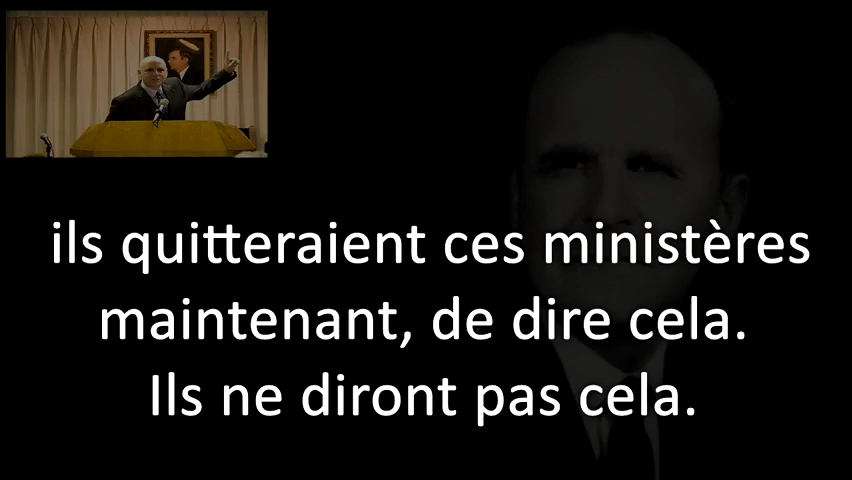 ils quitteraient ces ministères
maintenant, de dire cela.
Ils ne diront pas cela.